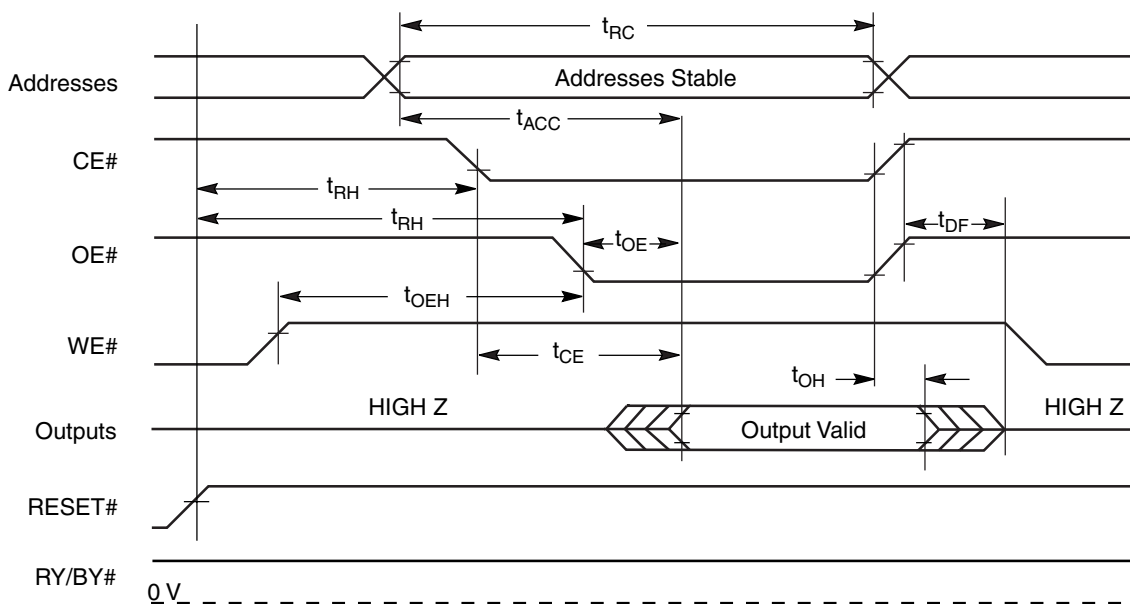 tRC
Addresses
Addresses Stable
tACC
CE#
tRH
tRH
tDF
OE#
tOE
tOEH
WE#
tCE
tOH
HIGH Z
HIGH Z
Outputs
Output Valid
RESET#
RY/BY#
0 V